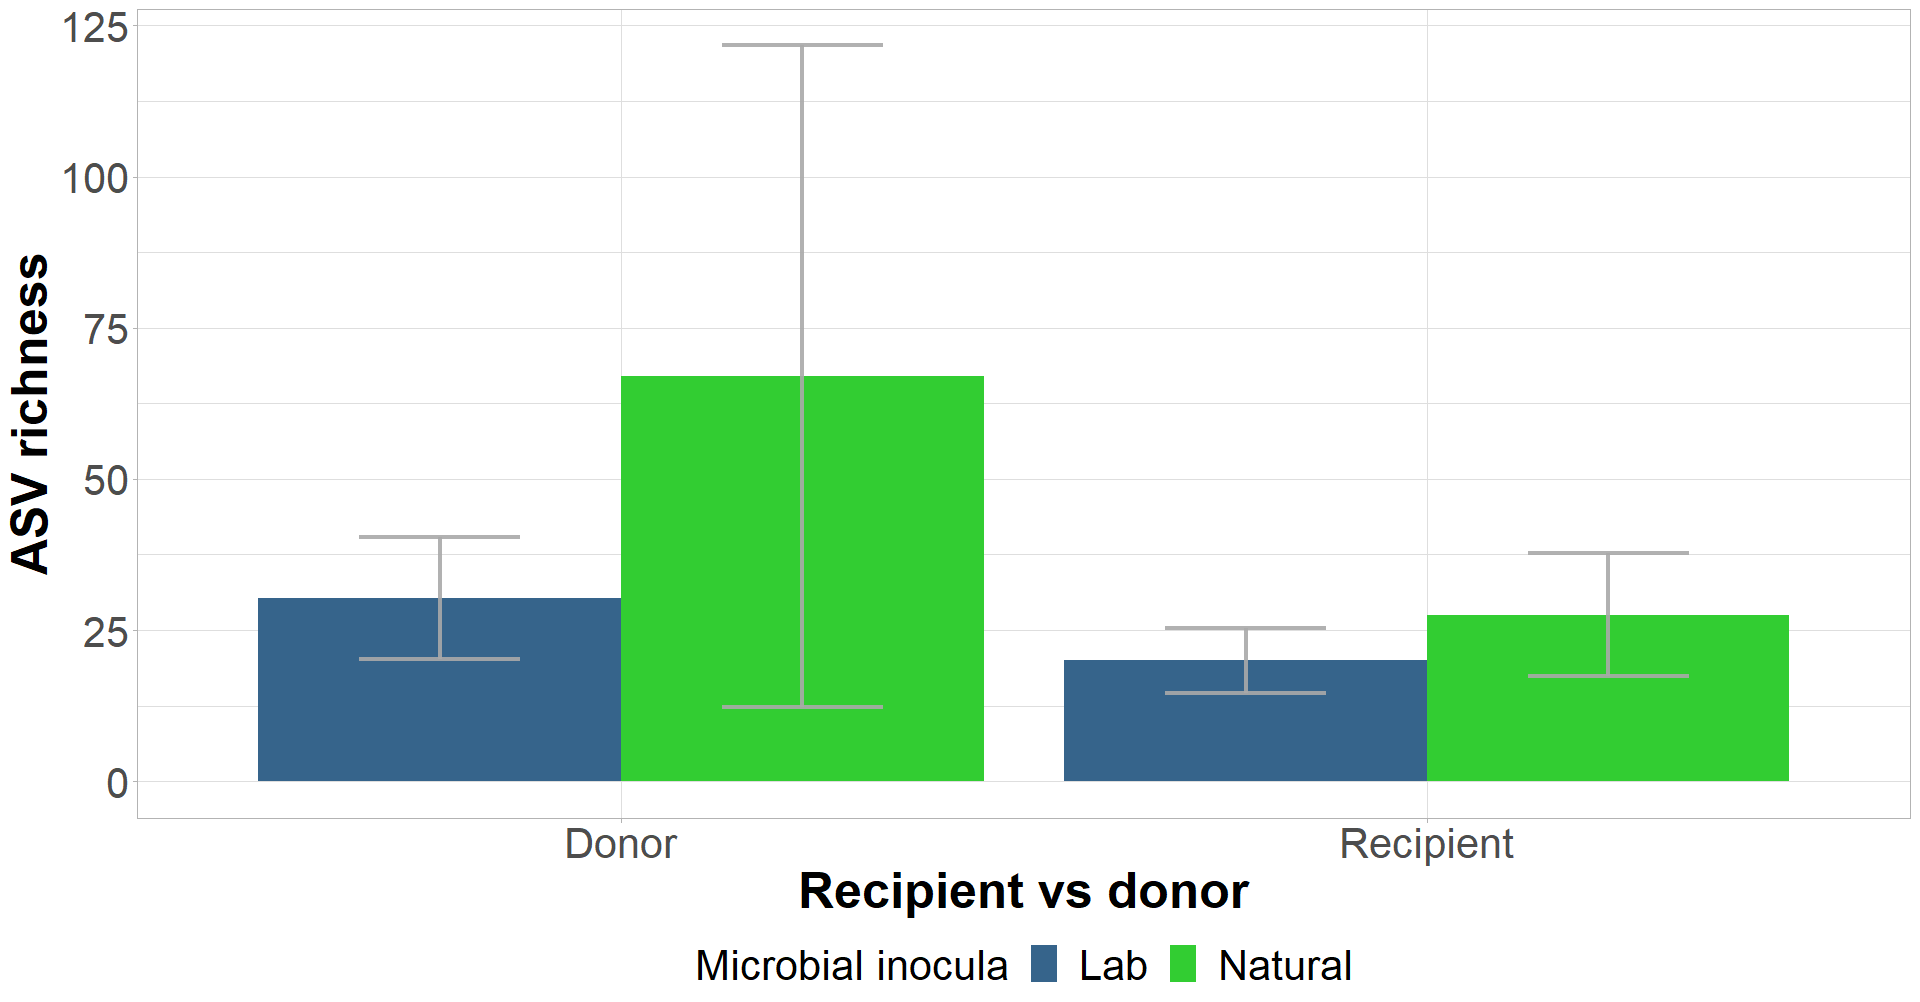 ASV richness
125
100
75
50
25
0
Donor Recipient
Recipient vs donor
Microbial inocula Lab Natural